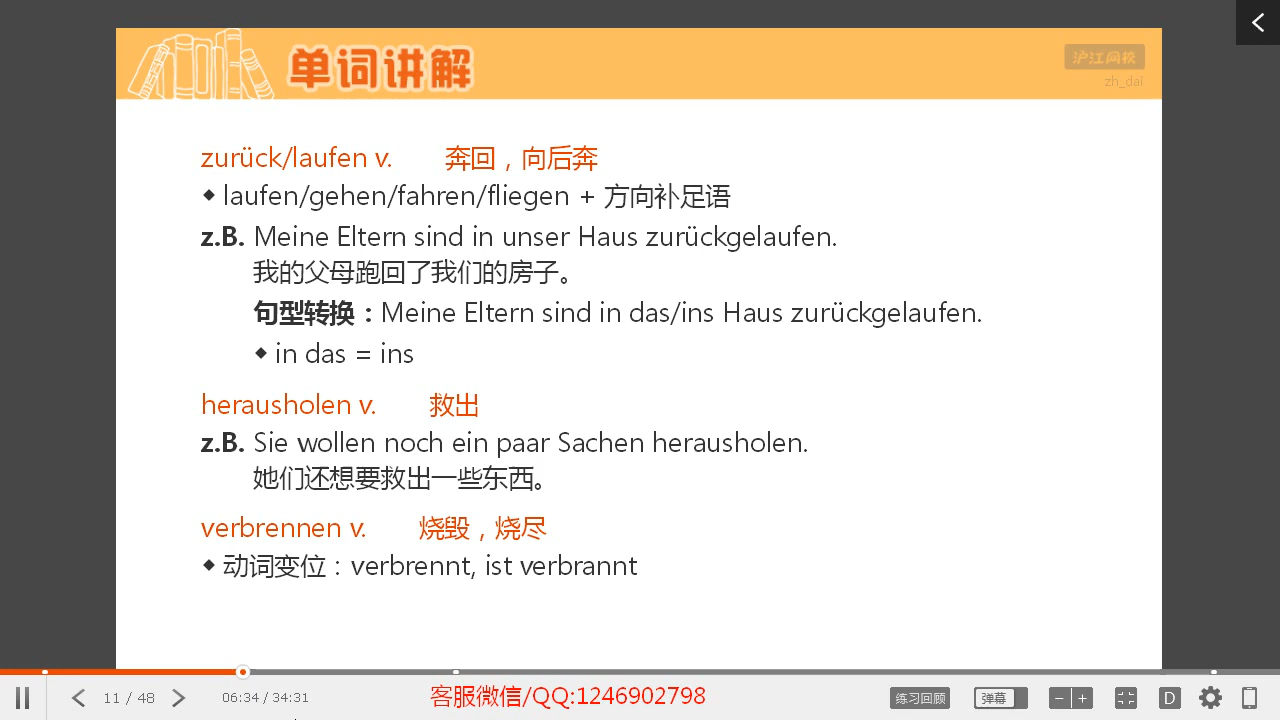 单词讲解
沪江网校
zh_dai
zurück/laufen v. 奔回，向后奔
◆ laufen/gehen/fahren/fliegen + 方向补足语
z.B. Meine Eltern sind in unser Haus zurückgelaufen.
我的父母跑回了我们的房子。
句型转换：Meine Eltern sind in das/ins Haus zurückgelaufen.
◆ in das = ins
herausholen v. 救出
z.B. Sie wollen noch ein paar Sachen herausholen.
她们还想要救出一些东西。
verbrennen v. 烧毁，烧尽
◆ 动词变位：verbrennt, ist verbrannt
11 / 48
06:34 / 34:31
客服微信/QQ:1246902798
练习回顾
弹幕
D